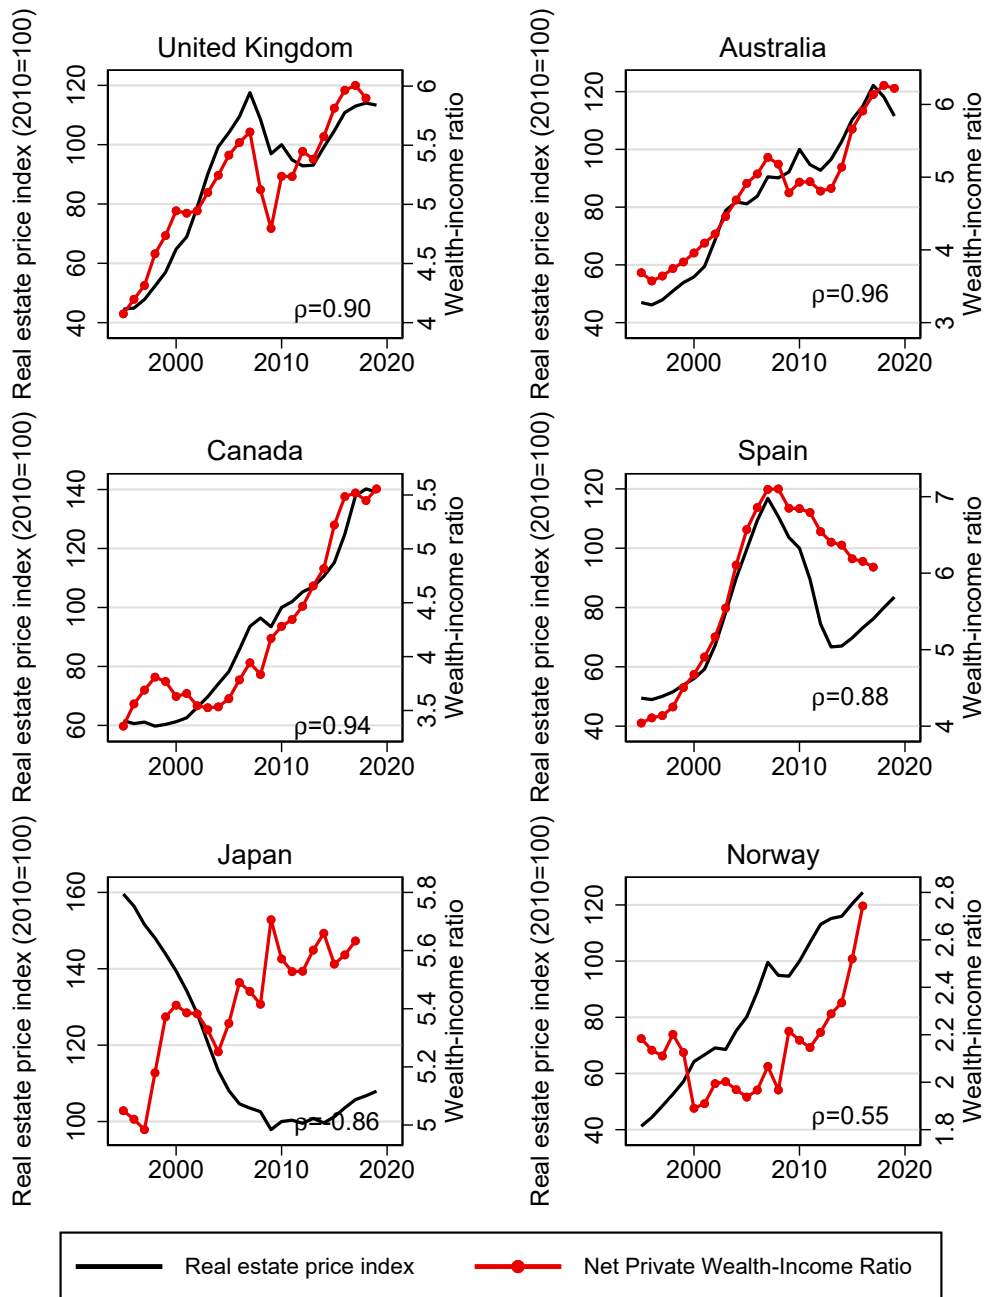 United Kingdom
Real estate price index (2010=100)
120
100
80
60
40
6
5.5
5
4.5
4
Wealth-income ratio
ρ=0.90
2000 2010 2020
Australia
Real estate price index (2010=100)
120
100
80
60
40
6
5
4
3
Wealth-income ratio
ρ=0.96
2000 2010 2020
Canada
Real estate price index (2010=100)
140
120
100
80
60
5.5
5
4.5
4
3.5
Wealth-income ratio
ρ=0.94
2000 2010 2020
Spain
Real estate price index (2010=100)
120
100
80
60
40
7
6
5
4
Wealth-income ratio
ρ=0.88
2000 2010 2020
Japan
Real estate price index (2010=100)
160
140
120
100
5.8
5.6
5.4
5.2
5
Wealth-income ratio
ρ=-0.86
2000 2010 2020
Norway
Real estate price index (2010=100)
120
100
80
60
40
2.8
2.6
2.4
2.2
2
1.8
Wealth-income ratio
ρ=0.55
2000 2010 2020
Real estate price index
Net Private Wealth-Income Ratio